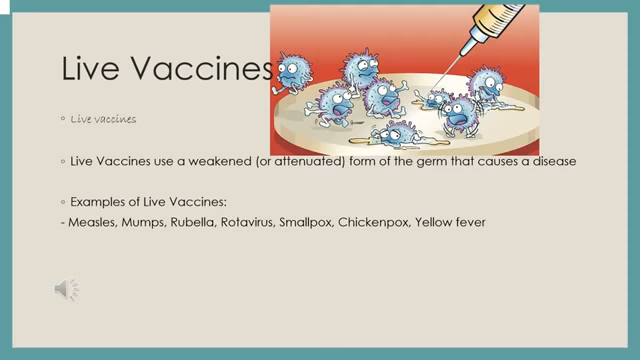 Live Vaccines
Live vaccines
Live Vaccines use a weakened (or attenuated) form of the germ that causes a disease
Examples of Live Vaccines:
- Measles, Mumps, Rubella, Rotavirus, Smallpox, Chickenpox, Yellow fever